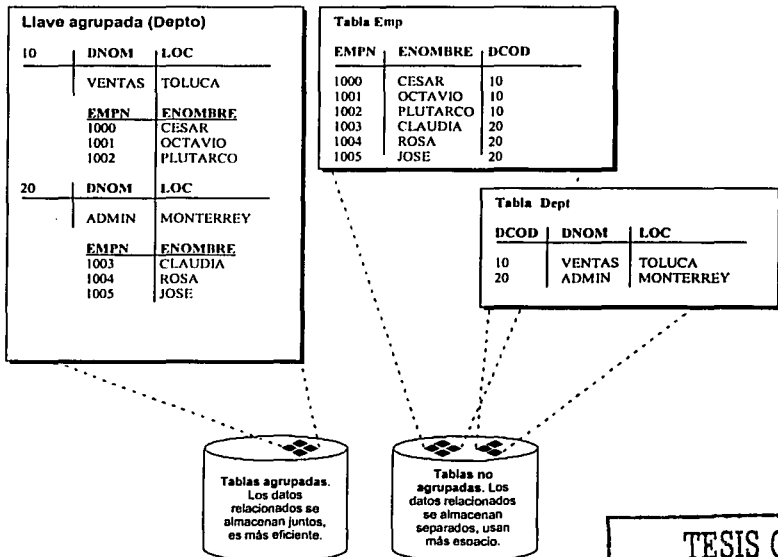 Llave agrupada (Depto)
10 DNOM LOC
VENTAS TOLUCA
EMPN ENOMBRE
1000 CESAR
1001 OCTAVIO
1002 PLUTARCO
20 DNOM LOC
ADMIN MONTERREY
EMPN ENOMBRE
1003 CLAUDIA
1004 ROSA
1005 JOSE
Tabla Emp
EMPN ENOMBRE DCOD
1000 CESAR 10
1001 OCTAVIO 10
1002 PLUTARCO 10
1003 CLAUDIA 20
1004 ROSA 20
1005 JOSE 20
Tabla Dept
DCOD DNOM LOC
10 VENTAS TOLUCA
20 ADMIN MONTERREY
Tablas agrupadas.
Los datos
relacionados se
almacenan juntos,
es más eficiente.
Tablas no
agrupadas. Los
datos relacionados
se almacenan
separados, usan
más espacio.
TESIS